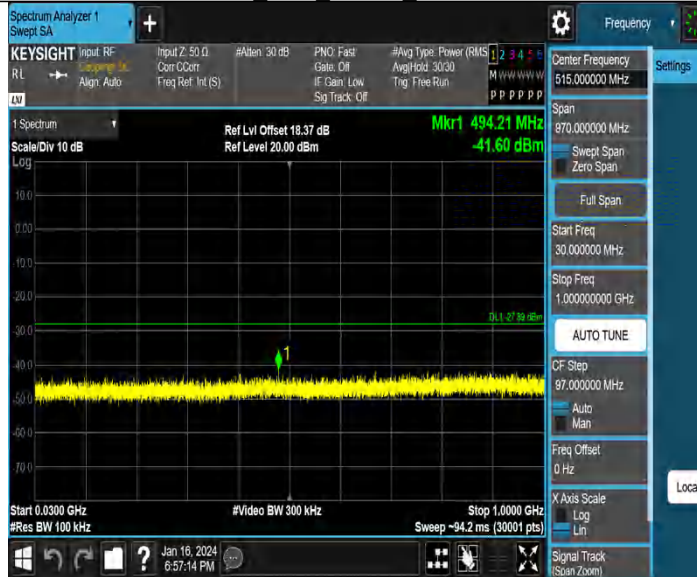 Spectrum Analyzer 1
Swept SA
+
Frequency
KEYSIGHT
RL
Input: RF
Align: Auto
Input Z: 50 Ω
Corr CCorr
Freq Ref: Int (S)
#Atten: 30 dB
PNO: Fast
Gate: Off
IF Gain: Low
Sig Track: Off
#Avg Type: Power (RMS)
Avg|Hold: 30/30
Trig: Free Run
1 2 3 4 5 6
M W W W W W
P P P P P P
LXI
1 Spectrum
Scale/Div 10 dB
Log
Ref Lvl Offset 18.37 dB
Ref Level 20.00 dBm
Mkr1 494.21 MHz
-41.60 dBm
10.0
0.00
-20.0
-30.0
-40.0
-50.0
-60.0
-70.0
DL1 -27.89 dBm
1
Start 0.0300 GHz
#Res BW 100 kHz
#Video BW 300 kHz
Stop 1.0000 GHz
Sweep ~94.2 ms (30001 pts)
?
Jan 16, 2024
6:57:14 PM
Center Frequency
515.000000 MHz
Settings
Span
970.000000 MHz
Swept Span
Zero Span
Full Span
Start Freq
30.000000 MHz
Stop Freq
1.000000000 GHz
AUTO TUNE
CF Step
97.000000 MHz
Auto
Man
Freq Offset
0 Hz
Loca
X Axis Scale
Log
Lin
Signal Track
(Span Zoom)